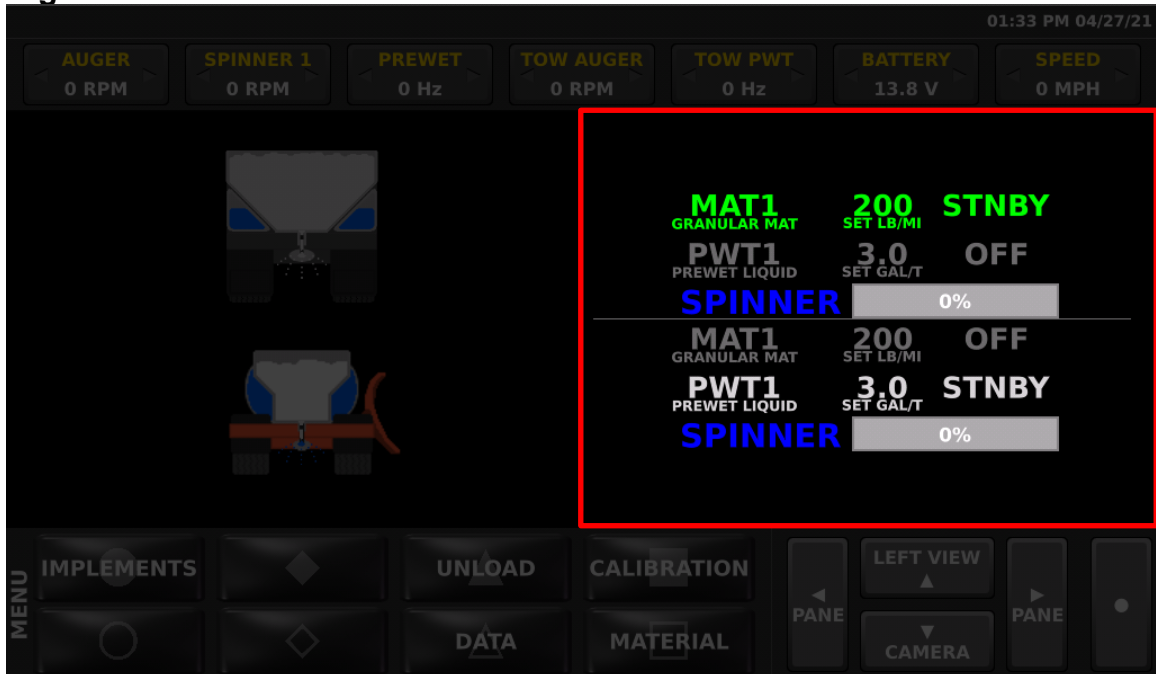 01:33 PM 04/27/21
AUGER SPINNER 1 PREWET TOW AUGER TOW PWT BATTERY SPEED
0 RPM 0 RPM 0 Hz 0 RPM 0 Hz 13.8 V 0 MPH
MAT1 200 STNBY
GRANULAR MAT SET LB/MI
PWT1 3.0 OFF
PREWET LIQUID SET GAL/T
SPINNER 0%
MAT1 200 OFF
GRANULAR MAT SET LB/MI
PWT1 3.0 STNBY
PREWET LIQUID SET GAL/T
SPINNER 0%
MENU
IMPLEMENTS UNLOAD CALIBRATION
DATA MATERIAL
LEFT VIEW
PANE PANE
CAMERA